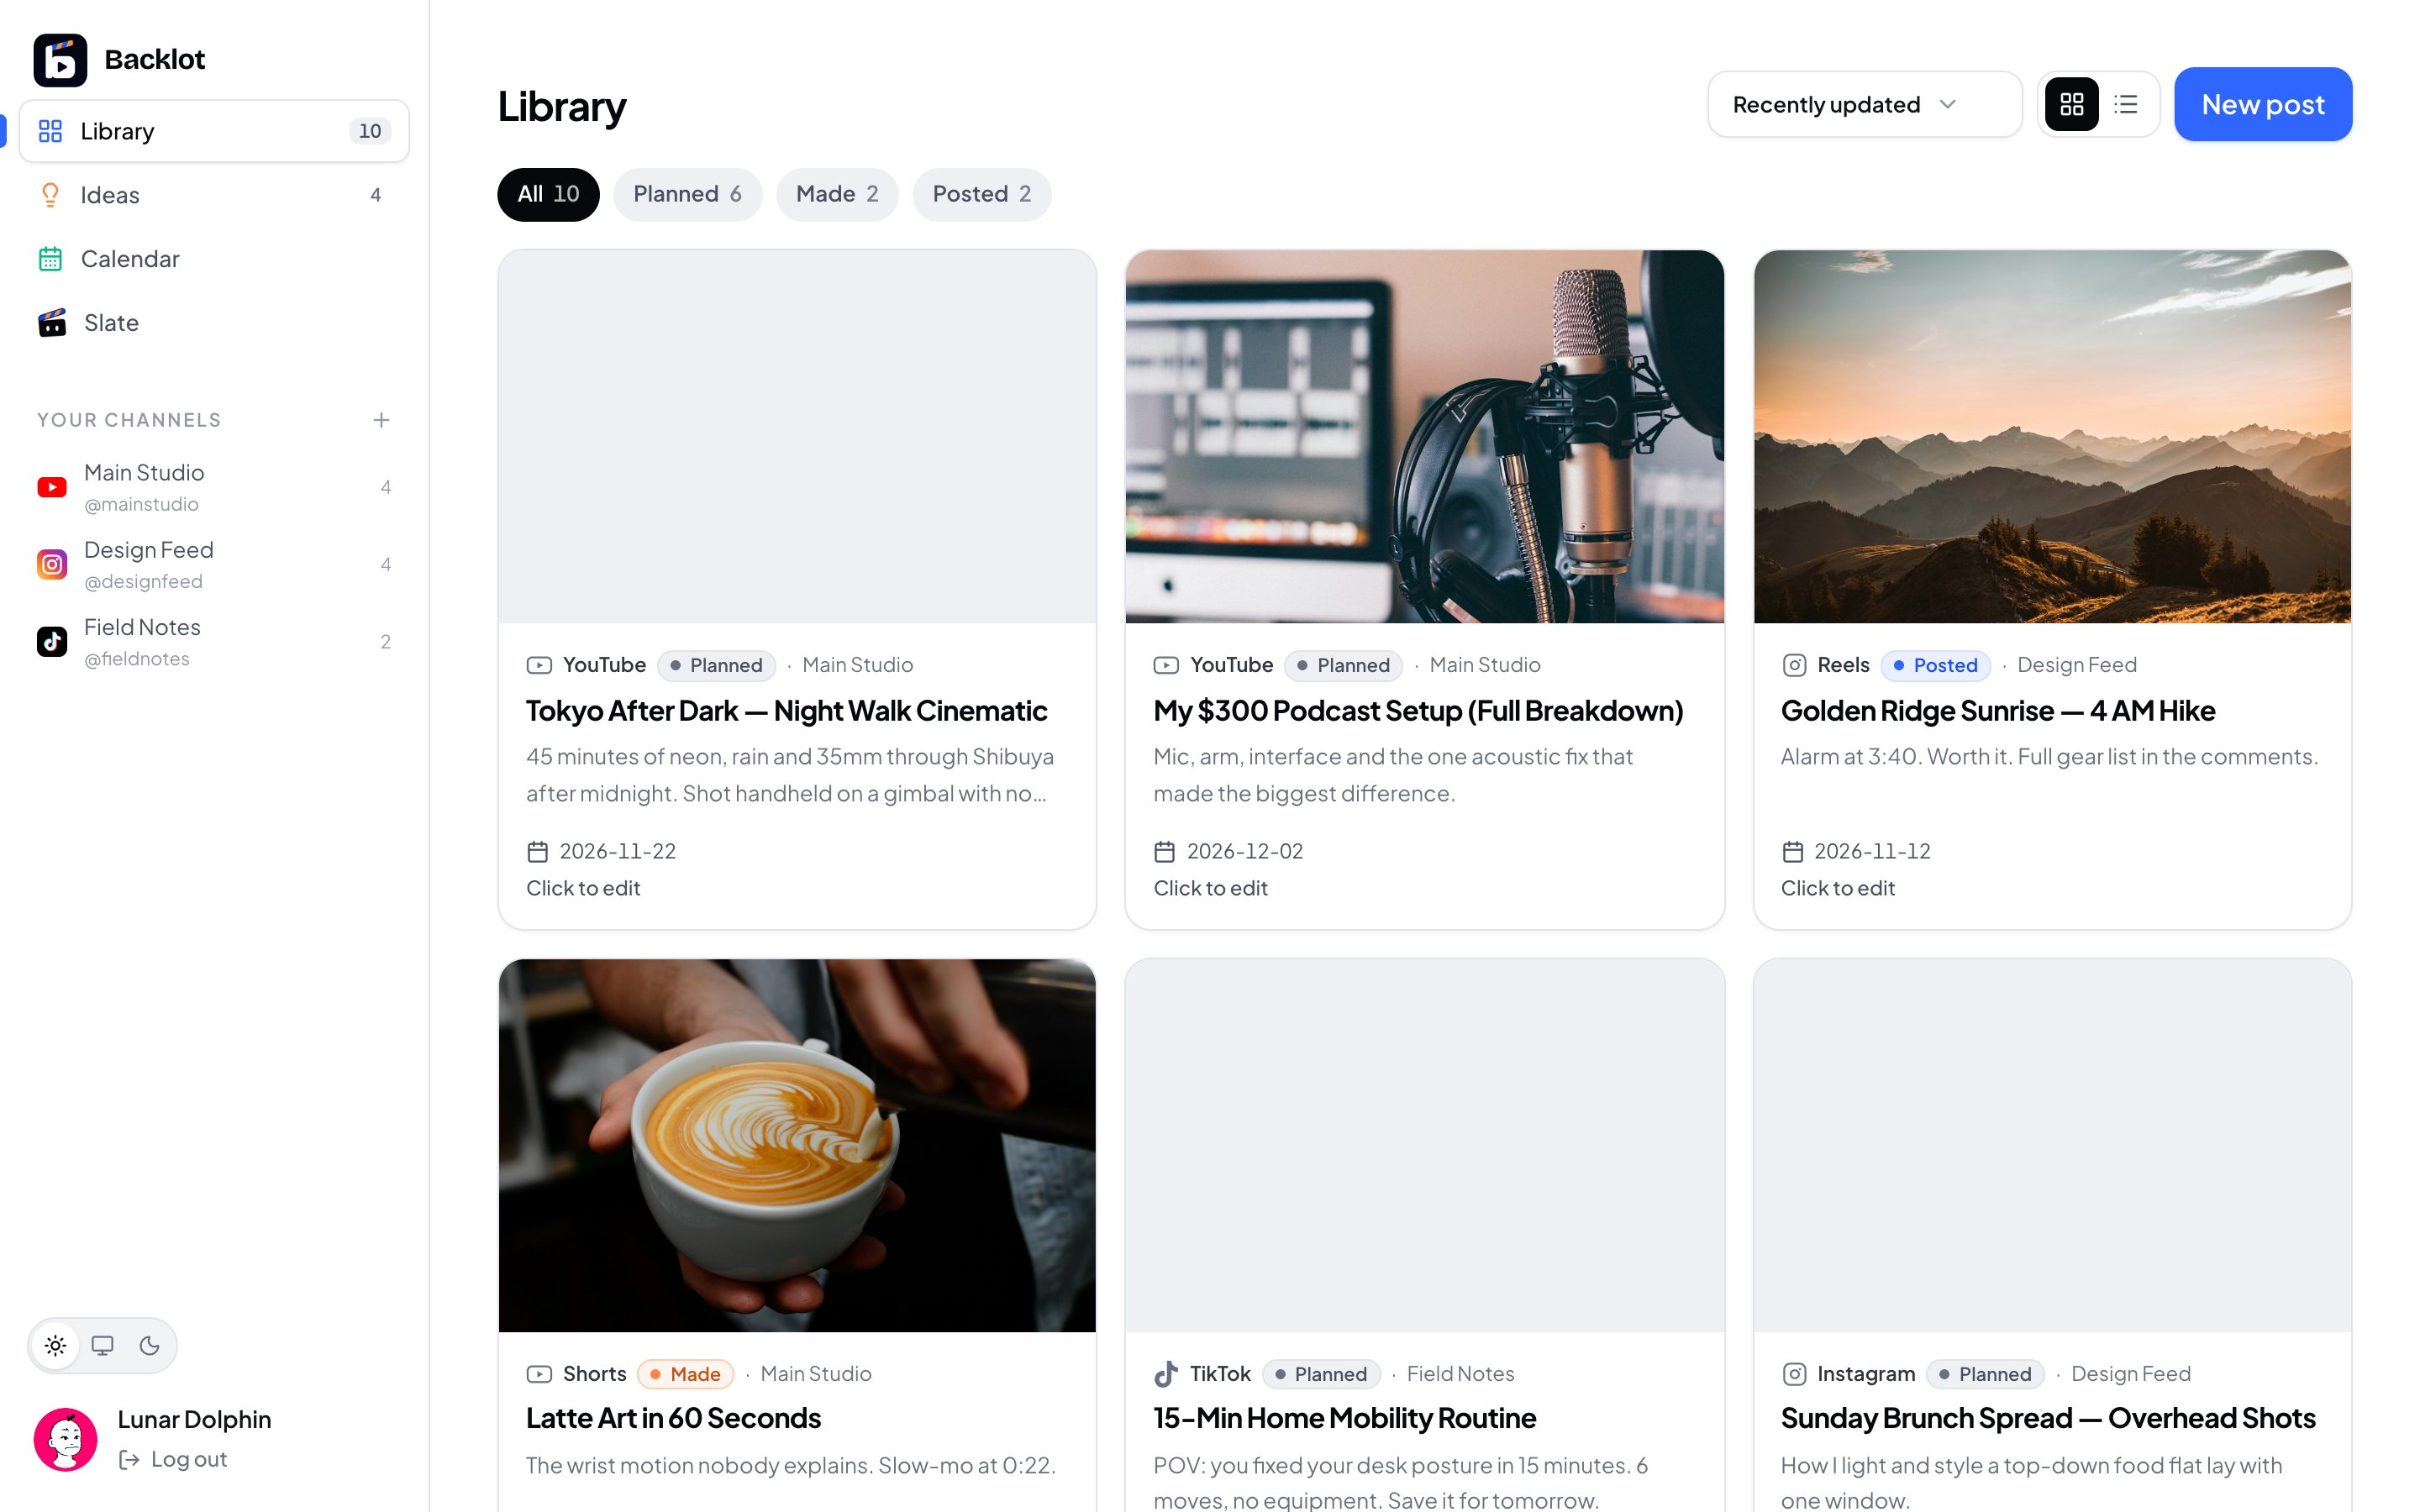 Backlot
Library 10
Ideas 4
Calendar
Slate
YOUR CHANNELS
Main Studio
@mainstudio
4
Design Feed
@designfeed
4
Field Notes
@fieldnotes
2
Lunar Dolphin
Log out
Library
Recently updated
New post
All 10
Planned 6
Made 2
Posted 2
YouTube Planned · Main Studio
Tokyo After Dark — Night Walk Cinematic
45 minutes of neon, rain and 35mm through Shibuya
after midnight. Shot handheld on a gimbal with no…
2026-11-22
Click to edit
YouTube Planned · Main Studio
My $300 Podcast Setup (Full Breakdown)
Mic, arm, interface and the one acoustic fix that
made the biggest difference.
2026-12-02
Click to edit
Reels Posted · Design Feed
Golden Ridge Sunrise — 4 AM Hike
Alarm at 3:40. Worth it. Full gear list in the comments.
2026-11-12
Click to edit
Shorts Made · Main Studio
Latte Art in 60 Seconds
The wrist motion nobody explains. Slow-mo at 0:22.
TikTok Planned · Field Notes
15-Min Home Mobility Routine
POV: you fixed your desk posture in 15 minutes. 6
moves, no equipment. Save it for tomorrow.
Instagram Planned · Design Feed
Sunday Brunch Spread — Overhead Shots
How I light and style a top-down food flat lay with
one window.